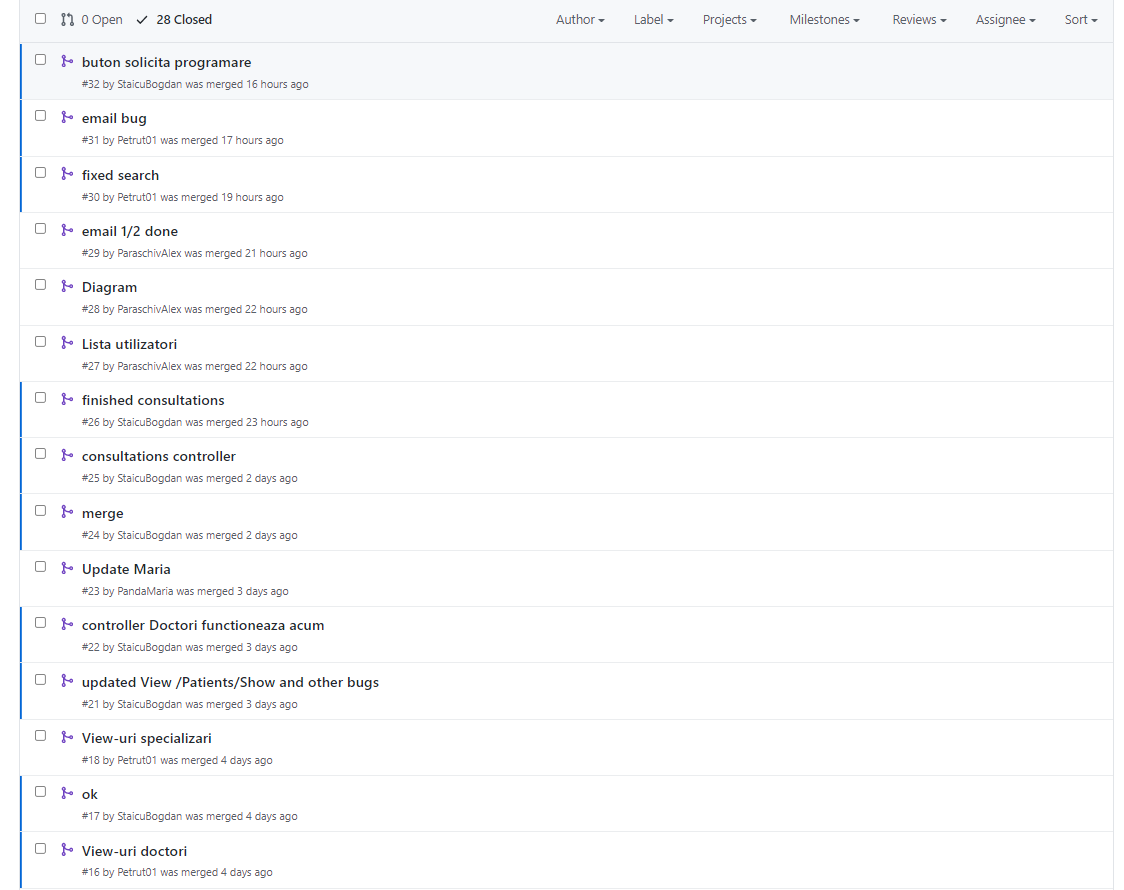 0 Open 28 Closed Author Label Projects Milestones Reviews Assignee Sort
buton solicita programare
#32 by StaicuBogdan was merged 16 hours ago
email bug
#31 by Petrut01 was merged 17 hours ago
fixed search
#30 by Petrut01 was merged 19 hours ago
email 1/2 done
#29 by ParaschivAlex was merged 21 hours ago
Diagram
#28 by ParaschivAlex was merged 22 hours ago
Lista utilizatori
#27 by ParaschivAlex was merged 22 hours ago
finished consultations
#26 by StaicuBogdan was merged 23 hours ago
consultations controller
#25 by StaicuBogdan was merged 2 days ago
merge
#24 by StaicuBogdan was merged 2 days ago
Update Maria
#23 by PandaMaria was merged 3 days ago
controller Doctori functioneaza acum
#22 by StaicuBogdan was merged 3 days ago
updated View /Patients/Show and other bugs
#21 by StaicuBogdan was merged 3 days ago
View-uri specializari
#18 by Petrut01 was merged 4 days ago
ok
#17 by StaicuBogdan was merged 4 days ago
View-uri doctori
#16 by Petrut01 was merged 4 days ago